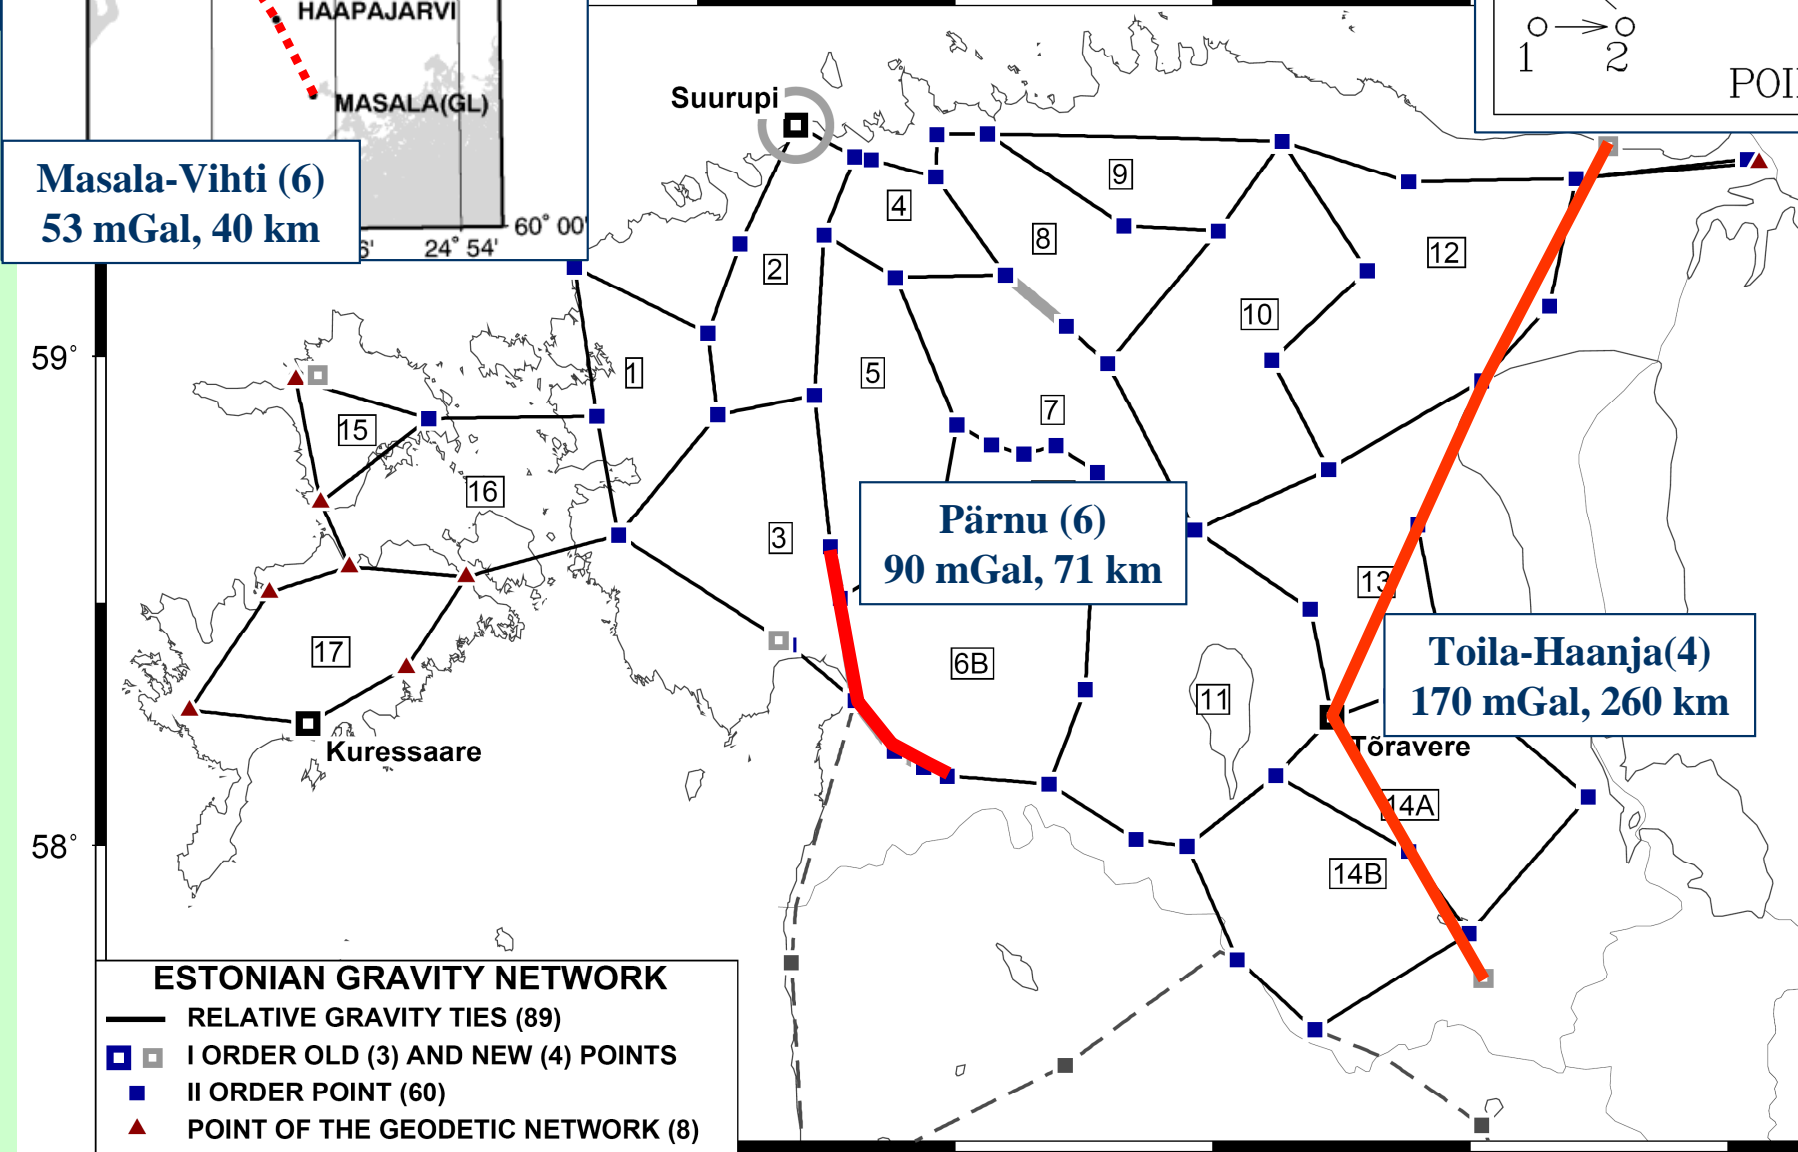 HAAPAJARVI
MASALA(GL)
60° 00'
6'
24° 54'
Masala-Vihti (6)
53 mGal, 40 km
1
2
POI
Suurupi
9
4
8
12
2
10
59°
1
5
7
15
16
3
Pärnu (6)
90 mGal, 71 km
13
17
6B
11
Toila-Haanja(4)
170 mGal, 260 km
Kuressaare
Tõravere
14A
58°
14B
ESTONIAN GRAVITY NETWORK
RELATIVE GRAVITY TIES (89)
I ORDER OLD (3) AND NEW (4) POINTS
II ORDER POINT (60)
POINT OF THE GEODETIC NETWORK (8)